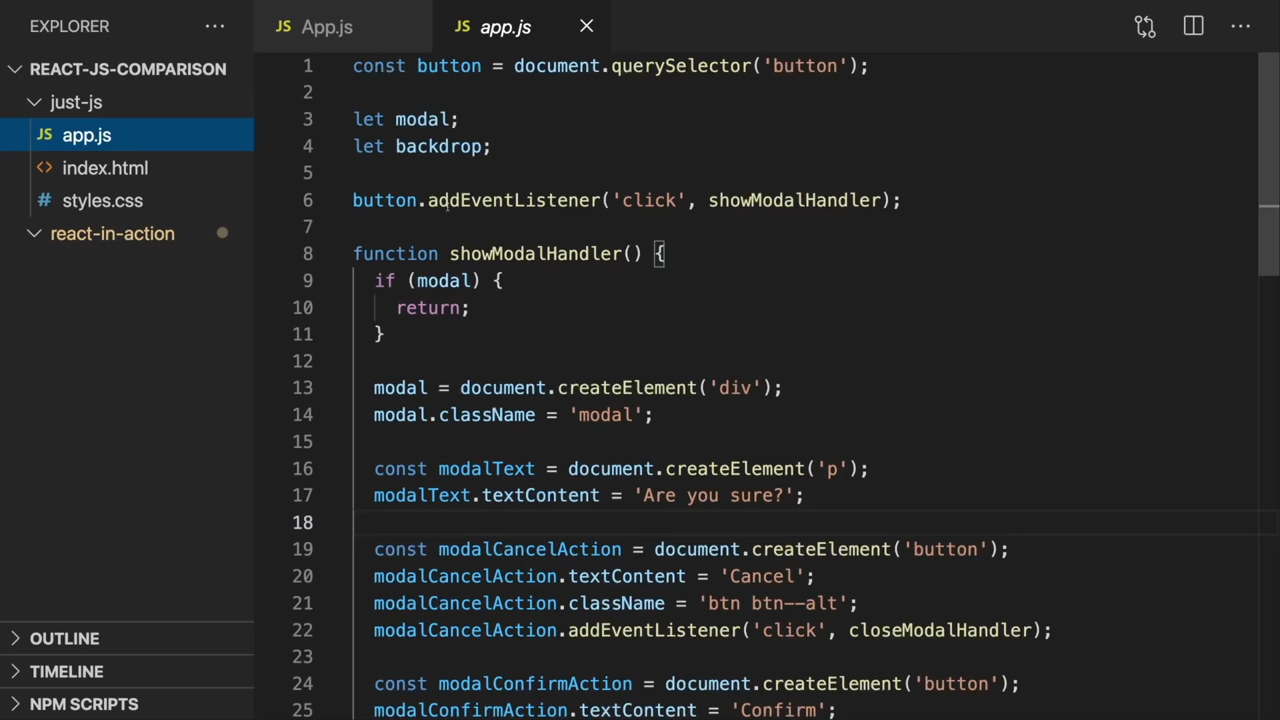 EXPLORER
REACT-JS-COMPARISON
just-js
JS app.js
<> index.html
# styles.css
react-in-action
OUTLINE
TIMELINE
NPM SCRIPTS
JS App.js
JS app.js
1 const button = document.querySelector('button');
2
3 let modal;
4 let backdrop;
5
6 button.addEventListener('click', showModalHandler);
7
8 function showModalHandler() {
9   if (modal) {
10     return;
11   }
12
13   modal = document.createElement('div');
14   modal.className = 'modal';
15
16   const modalText = document.createElement('p');
17   modalText.textContent = 'Are you sure?';
18
19   const modalCancelAction = document.createElement('button');
20   modalCancelAction.textContent = 'Cancel';
21   modalCancelAction.className = 'btn btn--alt';
22   modalCancelAction.addEventListener('click', closeModalHandler);
23
24   const modalConfirmAction = document.createElement('button');
25   modalConfirmAction.textContent = 'Confirm';